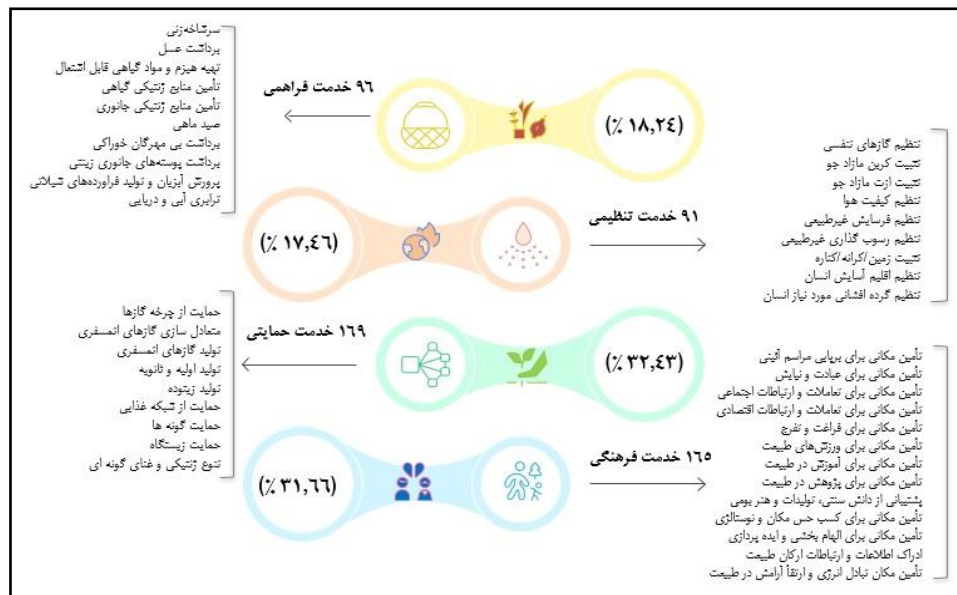 سرشاخه‌زنی
برداشت عسل
تهیه هیزم و مواد گیاهی قابل اشتعال
تأمین منابع ژنتیکی گیاهی
تأمین منابع ژنتیکی جانوری
صید ماهی
برداشت بی مهرگان خوراکی
برداشت پوسته‌های جانوری زینتی
پرورش آبزیان و تولید فراورده‌های شیلاتی
ترابری آبی و دریایی
۹۶ خدمت فراهمی
(٪ ۱۸,۲٤)
تنظیم گازهای تنفسی
تثبیت کربن مازاد جو
تثبیت ازت مازاد جو
تنظیم کیفیت هوا
تنظیم فرسایش غیرطبیعی
تنظیم رسوب گذاری غیرطبیعی
تثبیت زمین/کرانه/کناره
تنظیم اقلیم آسایش انسان
تنظیم گرده افشانی مورد نیاز انسان
۹۱ خدمت تنظیمی
(٪ ۱۷,٤٦)
حمایت از چرخه گازها
متعادل سازی گازهای اتمسفری
تولید گازهای اتمسفری
تولید اولیه و ثانویه
تولید زیتوده
حمایت از شبکه غذایی
حمایت گونه ها
حمایت زیستگاه
تنوع ژنتیکی و غنای گونه ای
۱۶۹ خدمت حمایتی
(٪ ۳۲,٤۳)
تأمین مکانی برای برپایی مراسم آئینی
تأمین مکانی برای عبادت و نیایش
تأمین مکانی برای تعاملات و ارتباطات اجتماعی
تأمین مکانی برای تعاملات و ارتباطات اقتصادی
تأمین مکانی برای فراغت و تفرج
تأمین مکانی برای ورزش‌های طبیعت
تأمین مکانی برای آموزش در طبیعت
تأمین مکانی برای پژوهش در طبیعت
پشتیبانی از دانش سنتی، تولیدات و هنر بومی
تأمین مکانی برای کسب حس مکان و نوستالژی
تأمین مکانی برای الهام بخشی و ایده پردازی
ادراک اطلاعات و ارتباطات ارکان طبیعت
تأمین مکان تبادل انرژی و ارتقأ آرامش در طبیعت
۱۶۵ خدمت فرهنگی
(٪ ۳۱,٦٦)